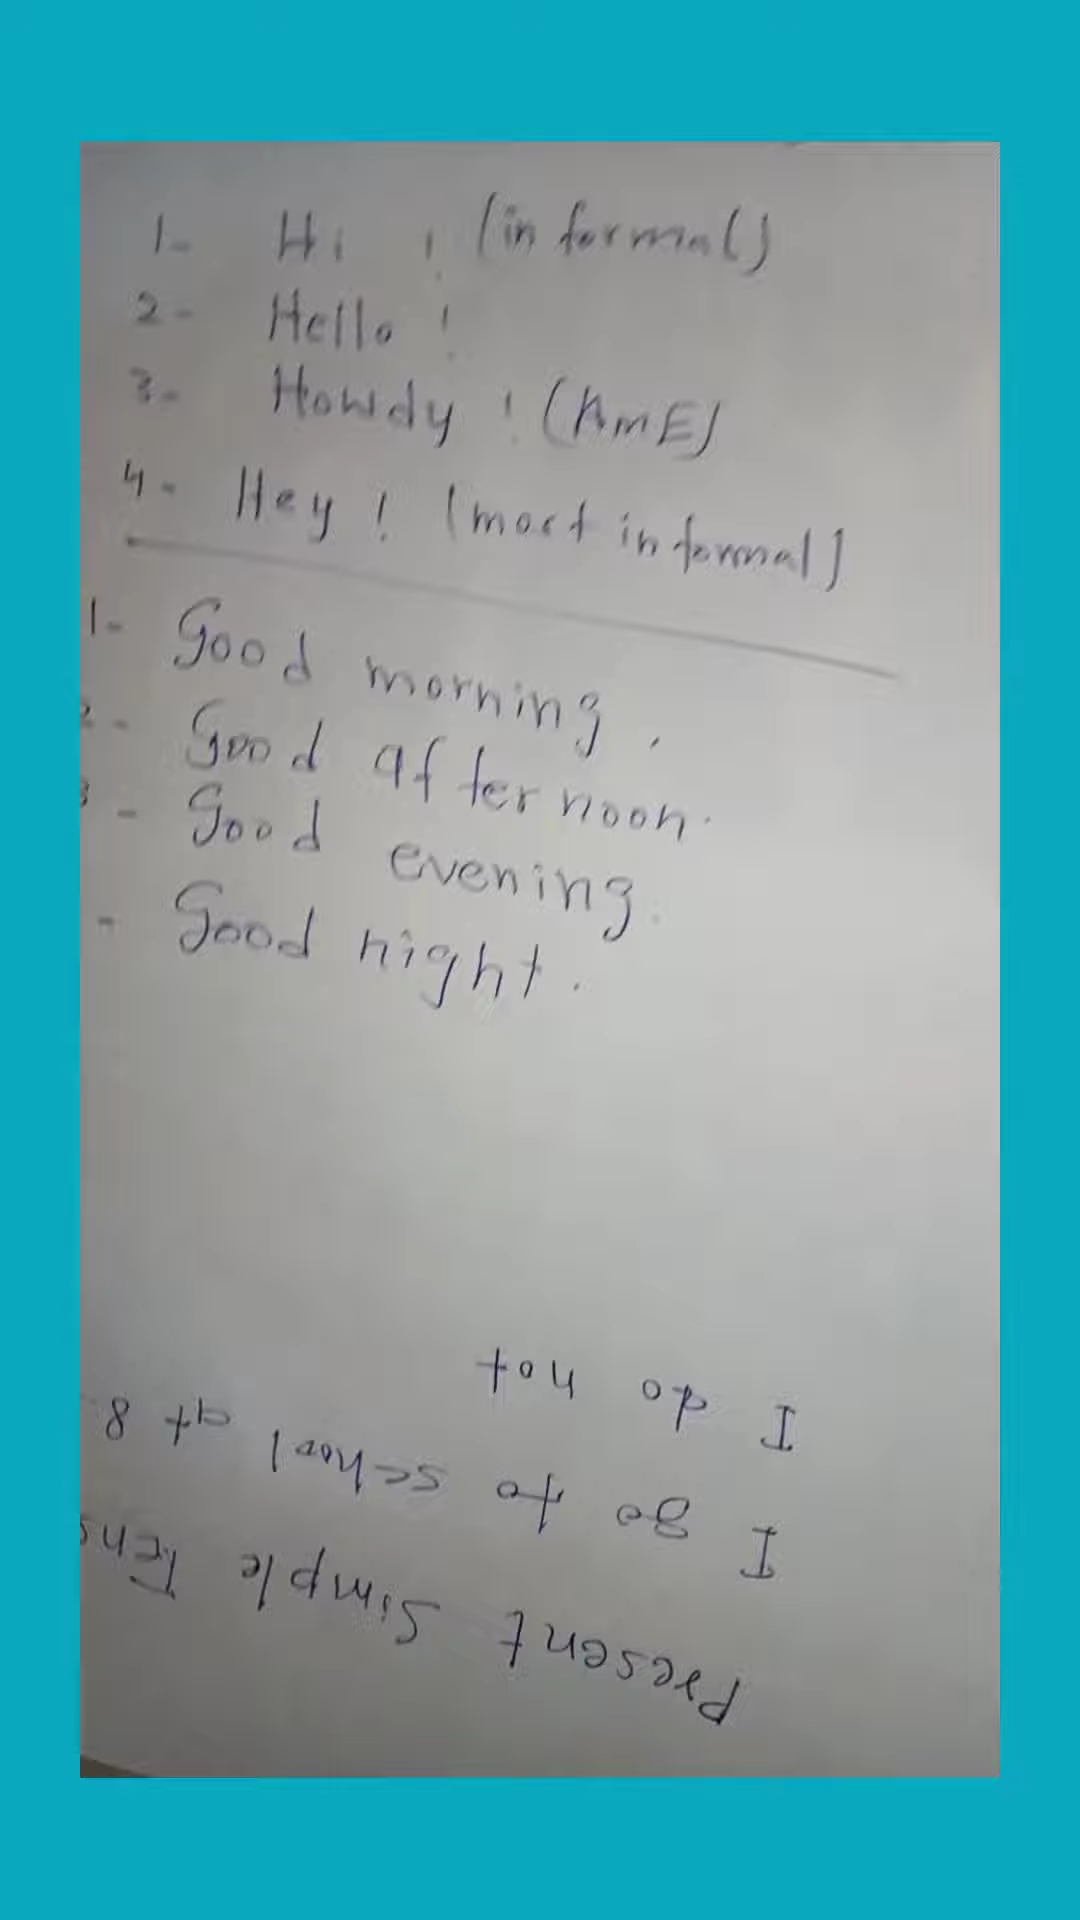 1- Hi ! (informal)
2- Hello !
3- Howdy ! (AmE)
4- Hey ! (most informal)
1- Good morning.
2- Good afternoon.
3- Good evening.
- Good night.
Present Simple Tens
I go to school at 8
I do not